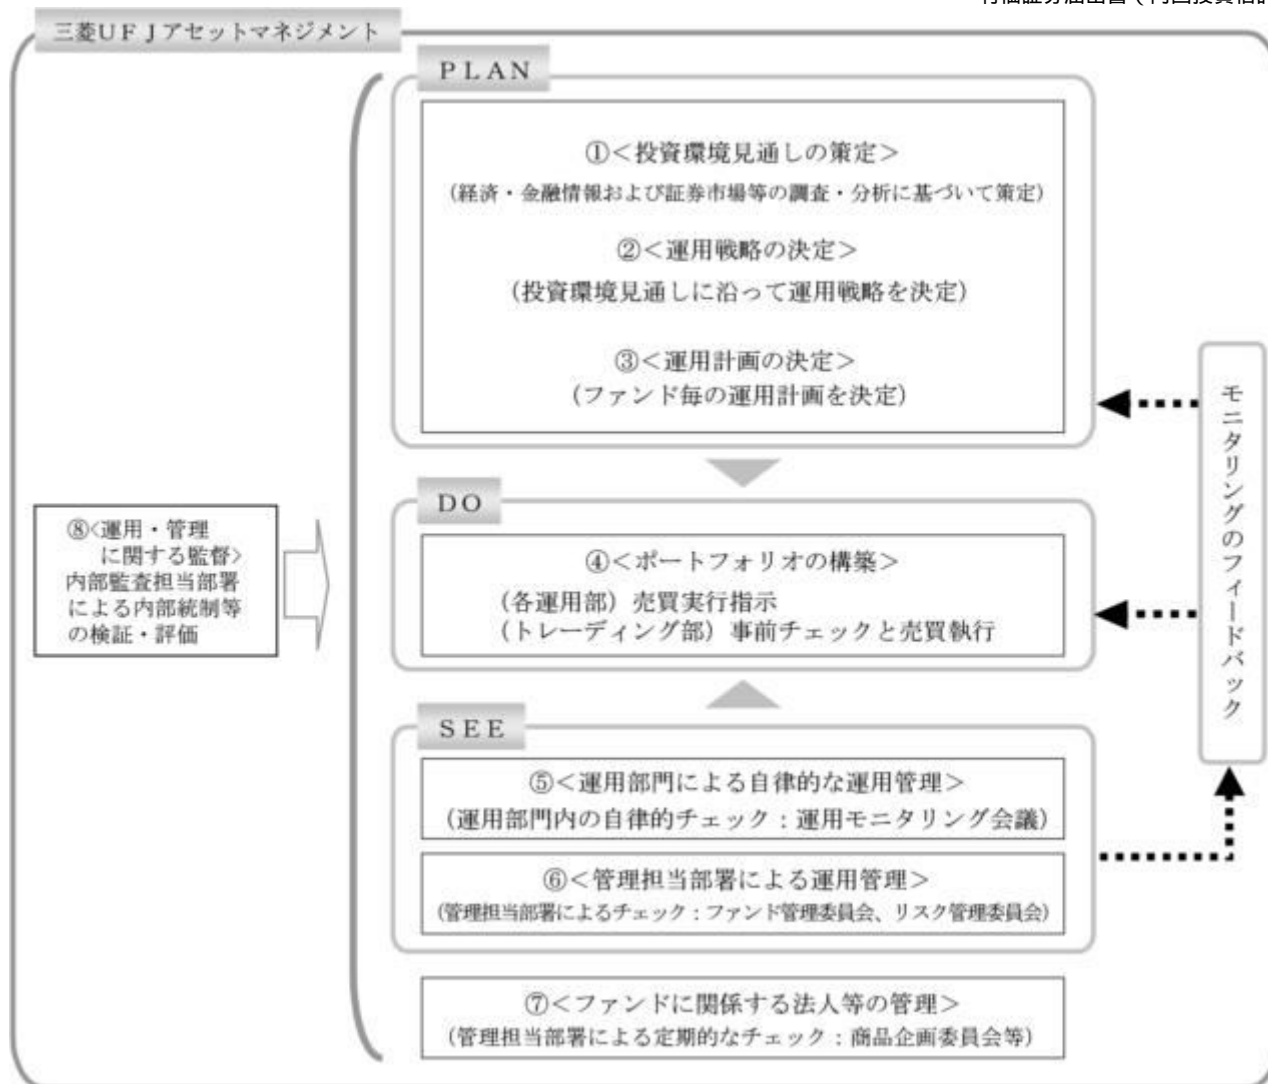 三菱ＵＦＪアセットマネジメント
ＰＬＡＮ
①＜投資環境見通しの策定＞
（経済・金融情報および証券市場等の調査・分析に基づいて策定）
②＜運用戦略の決定＞
（投資環境見通しに沿って運用戦略を決定）
③＜運用計画の決定＞
（ファンド毎の運用計画を決定）
モニタリングのフィードバック
ＤＯ
④＜ポートフォリオの構築＞
（各運用部）売買実行指示
（トレーディング部）事前チェックと売買執行
⑧<運用・管理
に関する監督>
内部監査担当部署
による内部統制等
の検証・評価
ＳＥＥ
⑤＜運用部門による自律的な運用管理＞
（運用部門内の自律的チェック：運用モニタリング会議）
⑥＜管理担当部署による運用管理＞
（管理担当部署によるチェック：ファンド管理委員会、リスク管理委員会）
⑦＜ファンドに関係する法人等の管理＞
（管理担当部署による定期的なチェック：商品企画委員会等）